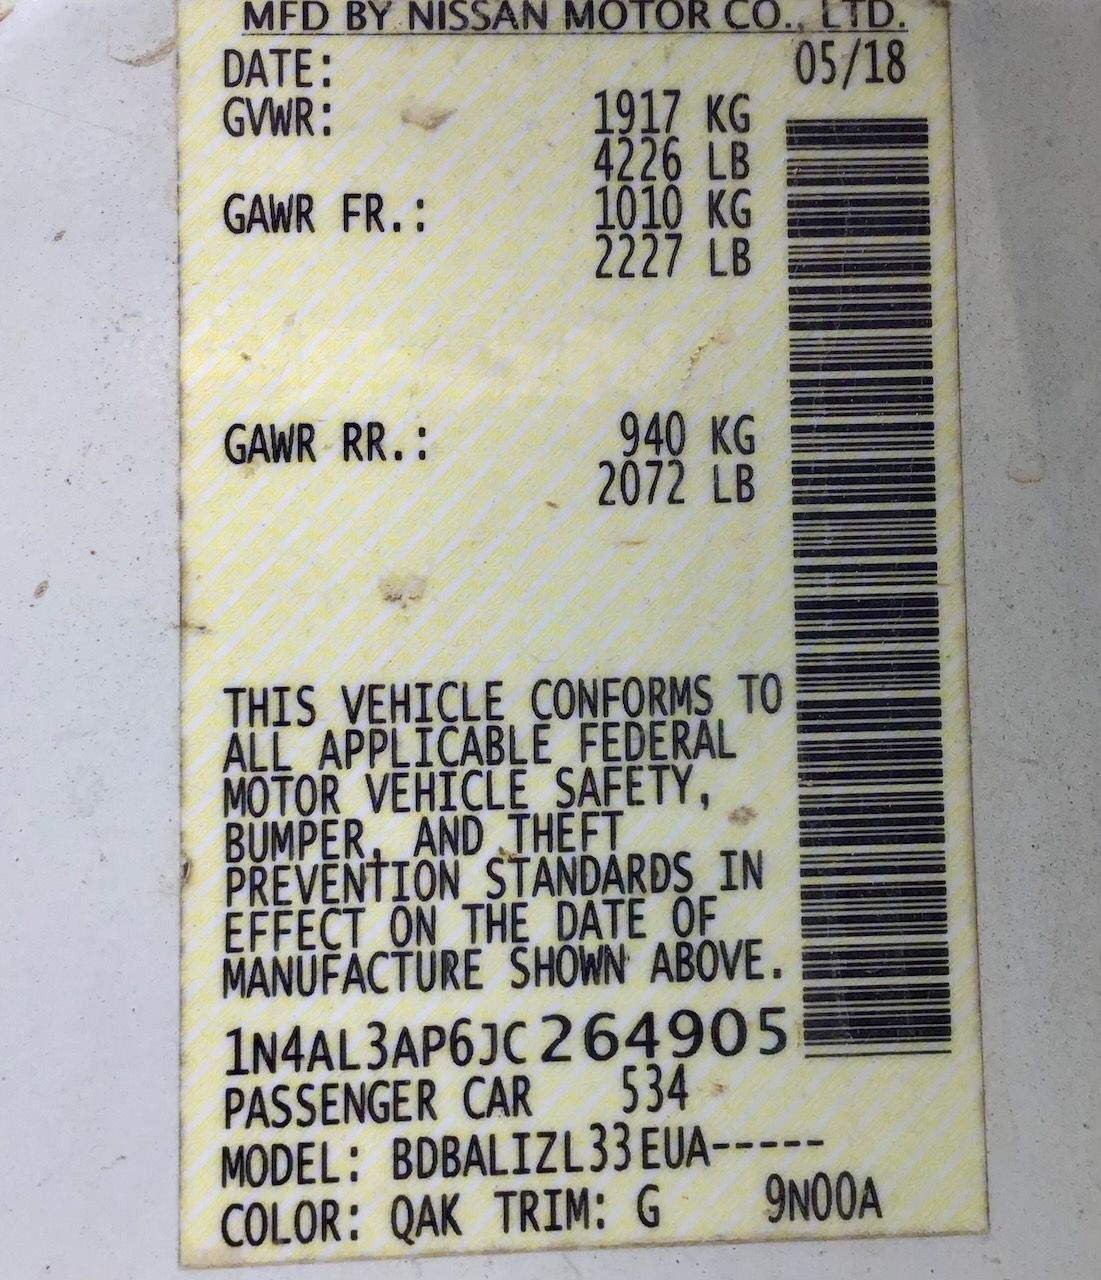 MFD BY NISSAN MOTOR CO., LTD.
DATE: 05/18
GVWR: 1917 KG
4226 LB
GAWR FR.: 1010 KG
2227 LB
GAWR RR.: 940 KG
2072 LB
THIS VEHICLE CONFORMS TO
ALL APPLICABLE FEDERAL
MOTOR VEHICLE SAFETY,
BUMPER, AND THEFT
PREVENTION STANDARDS IN
EFFECT ON THE DATE OF
MANUFACTURE SHOWN ABOVE.
1N4AL3AP6JC264905
PASSENGER CAR 534
MODEL: BDBALIZL33EUA-----
COLOR: QAK TRIM: G 9N00A